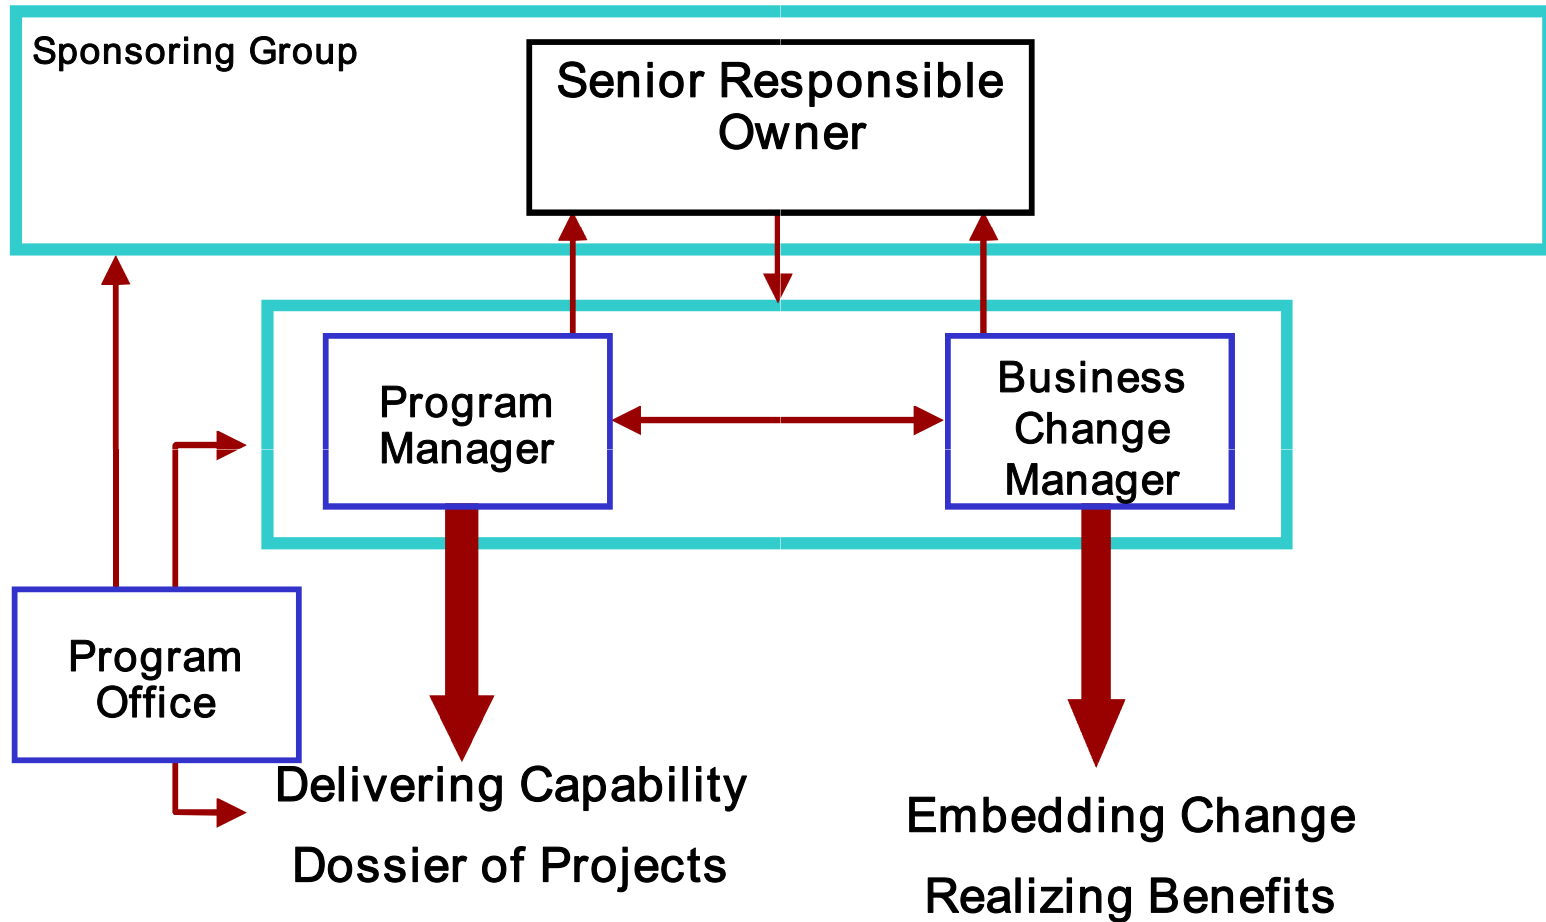 Sponsoring Group
Senior Responsible
Owner
Program
Manager
Business
Change
Manager
Program
Office
Delivering Capability
Dossier of Projects
Embedding Change
Realizing Benefits